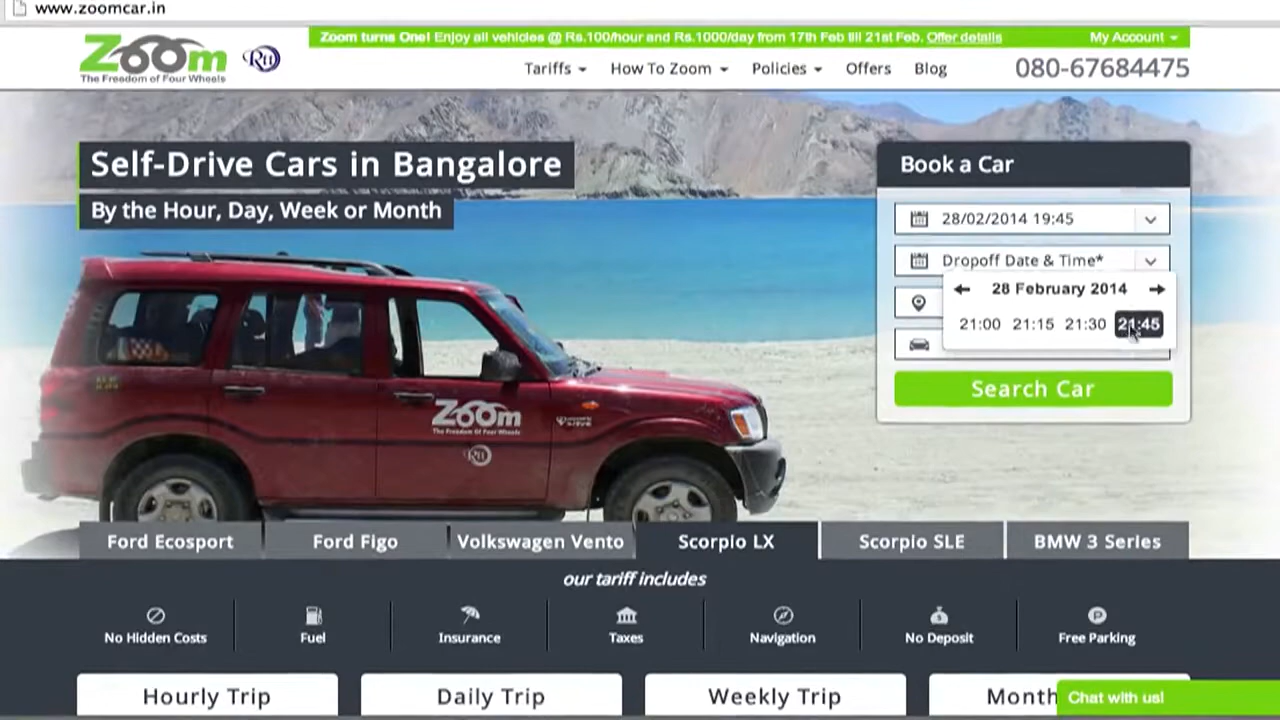 www.zoomcar.in
Zoom turns One! Enjoy all vehicles @ Rs.100/hour and Rs.1000/day from 17th Feb till 21st Feb. Offer details
My Account
Zoom
The Freedom of Four Wheels
Tariffs How To Zoom Policies Offers Blog
080-67684475
Self-Drive Cars in Bangalore
By the Hour, Day, Week or Month
Book a Car
28/02/2014 19:45
Dropoff Date & Time*
28 February 2014
21:00 21:15 21:30 21:45
Search Car
Zoom
The Freedom Of Four Wheels
Ford Ecosport Ford Figo Volkswagen Vento Scorpio LX Scorpio SLE BMW 3 Series
our tariff includes
No Hidden Costs Fuel Insurance Taxes Navigation No Deposit Free Parking
Hourly Trip Daily Trip Weekly Trip Month
Chat with us!